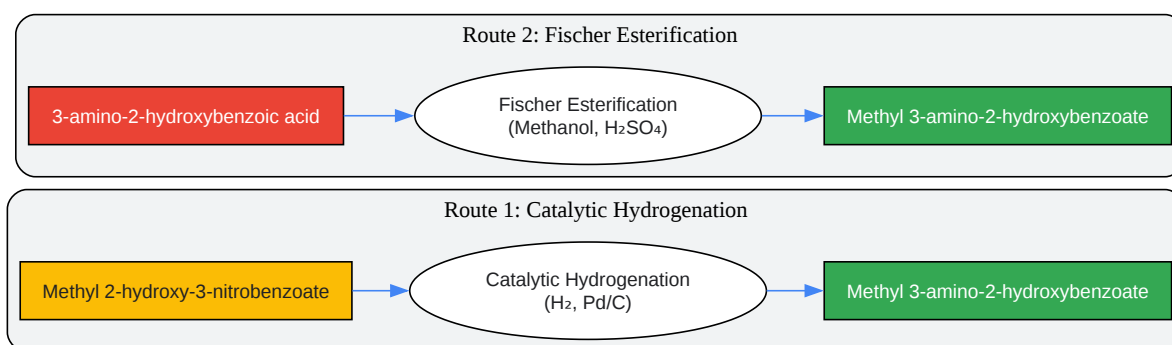 Route 2: Fischer Esterification
3-amino-2-hydroxybenzoic acid
Fischer Esterification
(Methanol, H₂SO₄)
Methyl 3-amino-2-hydroxybenzoate
Route 1: Catalytic Hydrogenation
Methyl 2-hydroxy-3-nitrobenzoate
Catalytic Hydrogenation
(H₂, Pd/C)
Methyl 3-amino-2-hydroxybenzoate